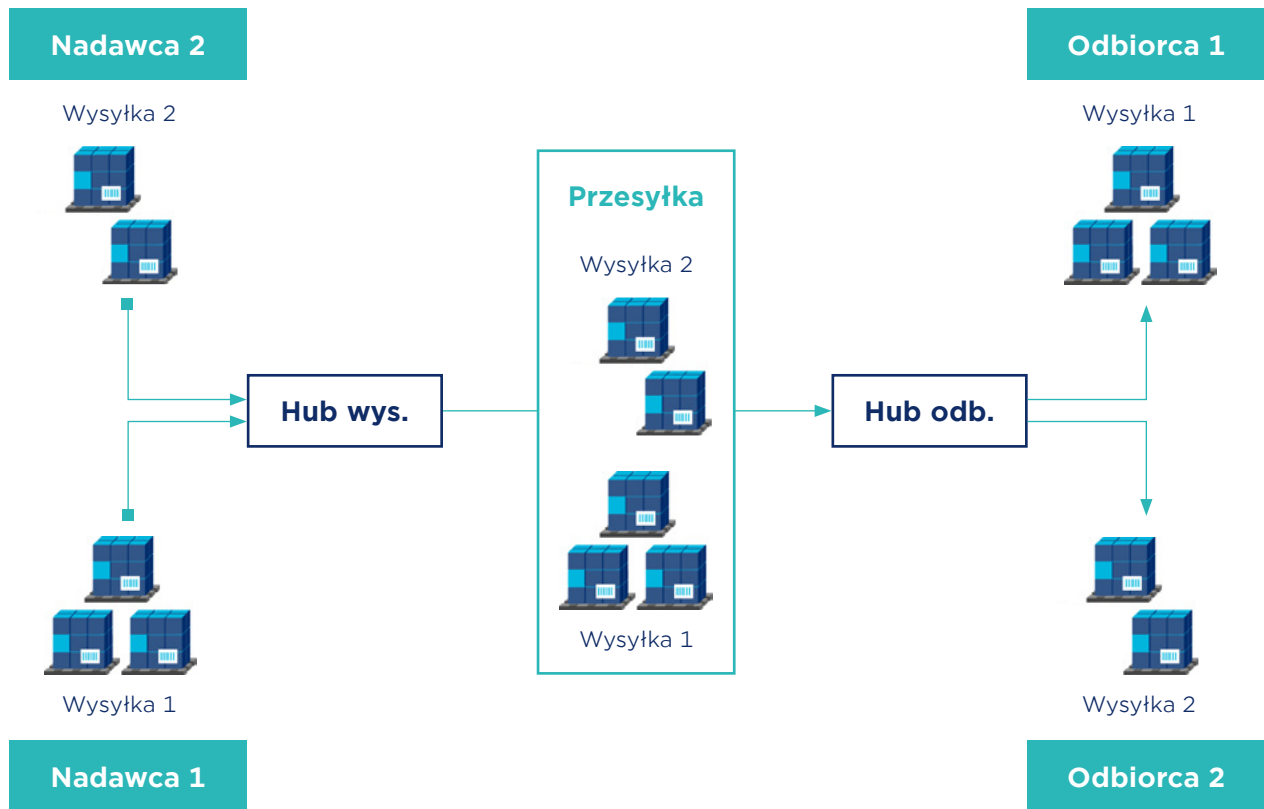 Nadawca 2
Wysyłka 2
Wysyłka 1
Nadawca 1
Hub wys.
Przesyłka
Wysyłka 2
Wysyłka 1
Hub odb.
Odbiorca 1
Wysyłka 1
Wysyłka 2
Odbiorca 2